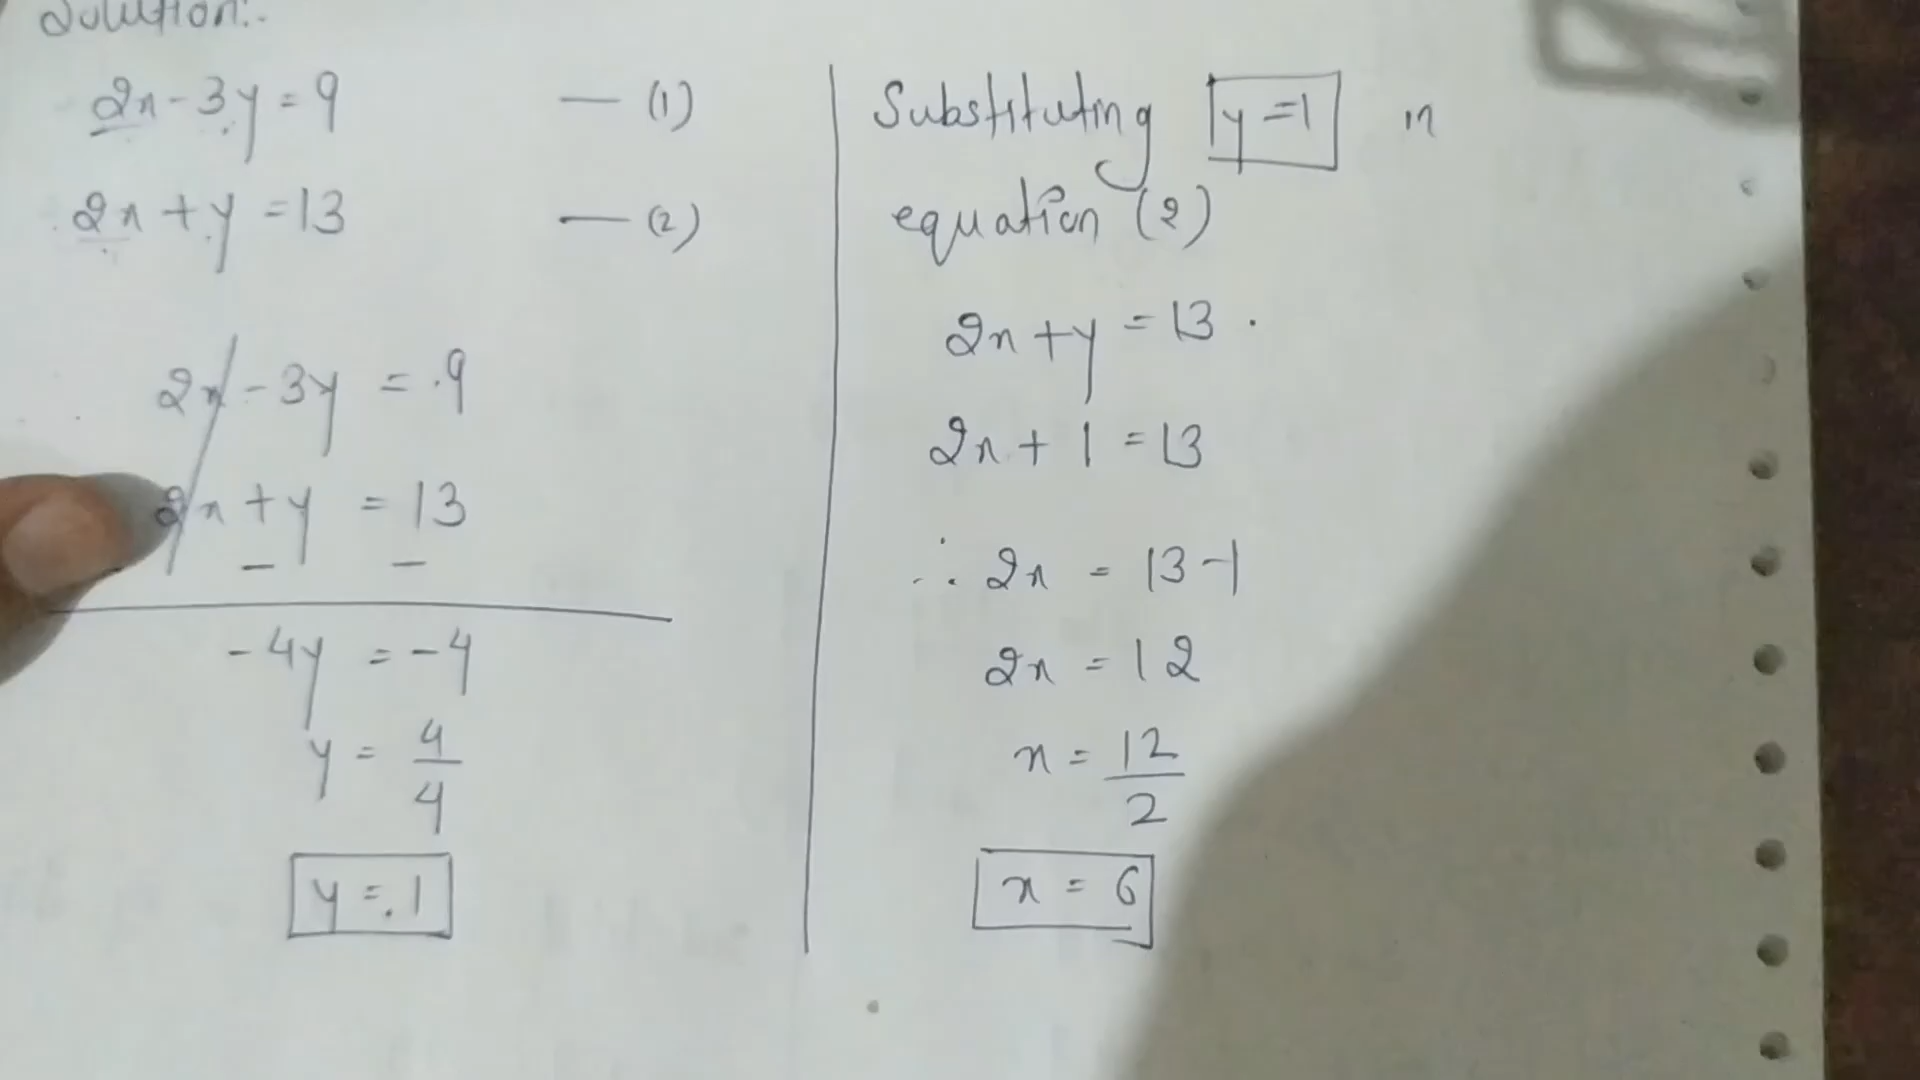 Solution:-
2x - 3y = 9 — (1)
2x + y = 13 — (2)
2x - 3y = 9
2x + y = 13
- -
-4y = -4
y = 4/4
y = 1
Substituting y = 1 in
equation (2)
2x + y = 13.
2x + 1 = 13
∴ 2x = 13 - 1
2x = 12
x = 12/2
x = 6